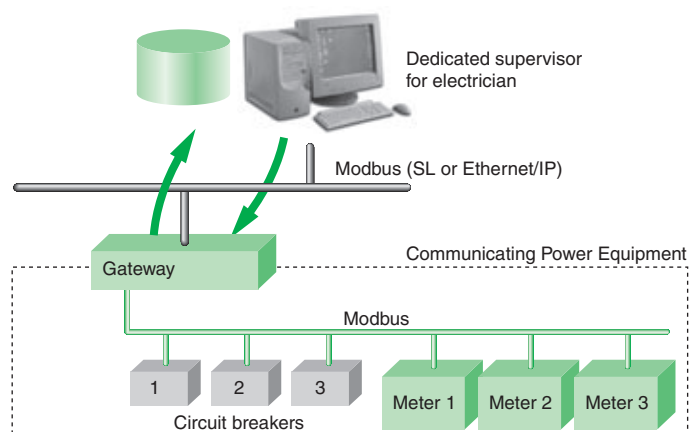 Dedicated supervisor
for electrician
Modbus (SL or Ethernet/IP)
Communicating Power Equipment
Gateway
Modbus
1
2
3
Meter 1
Meter 2
Meter 3
Circuit breakers